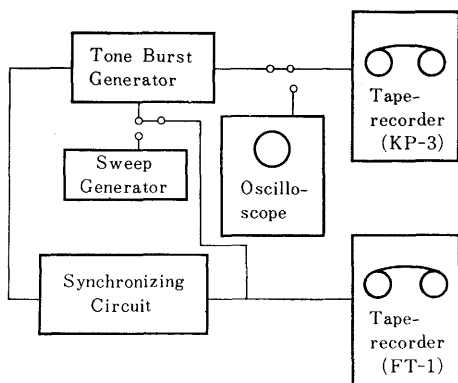 Tone Burst
Generator
Sweep
Generator
Oscillo-
scope
Tape-
recorder
(KP-3)
Synchronizing
Circuit
Tape-
recorder
(FT-1)